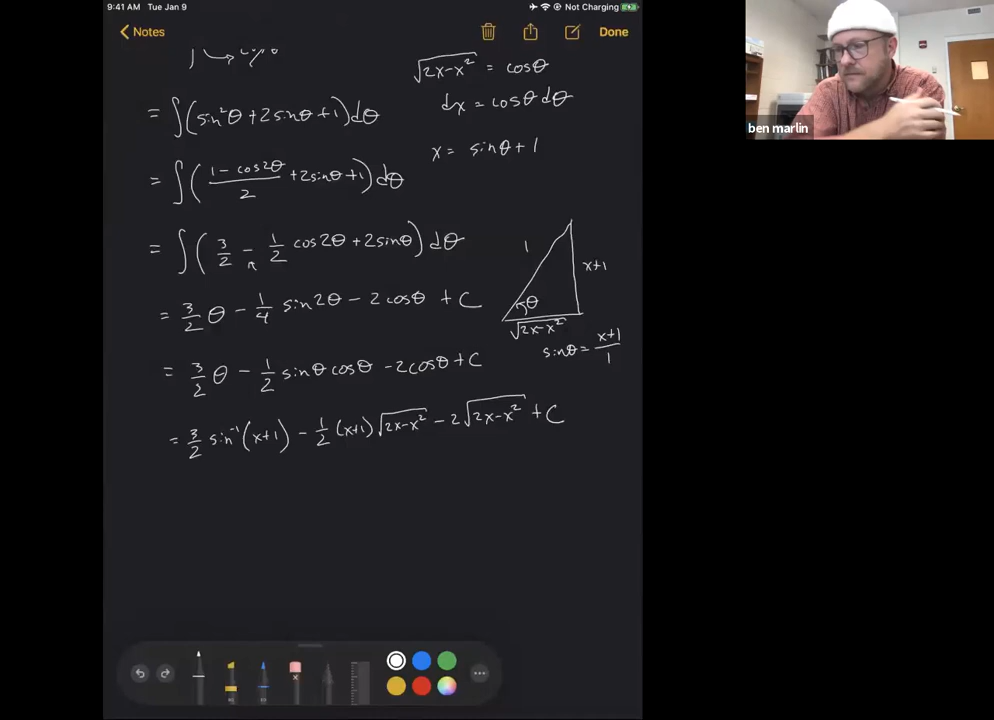 9:41 AM Tue Jan 9
Not Charging
Notes
Done
√(2x-x²) = cosθ
dx = cosθ dθ
x = sinθ + 1
= ∫(sin²θ + 2sinθ + 1)dθ
= ∫((1 - cos2θ)/2 + 2sinθ + 1)dθ
= ∫(3/2 - 1/2 cos2θ + 2sinθ)dθ
= 3/2 θ - 1/4 sin2θ - 2cosθ + C
= 3/2 θ - 1/2 sinθ cosθ - 2cosθ + C
= 3/2 sin⁻¹(x+1) - 1/2 (x+1) √(2x-x²) - 2√(2x-x²) + C
1
x+1
θ
√(2x-x²)
sinθ = (x+1)/1
ben marlin